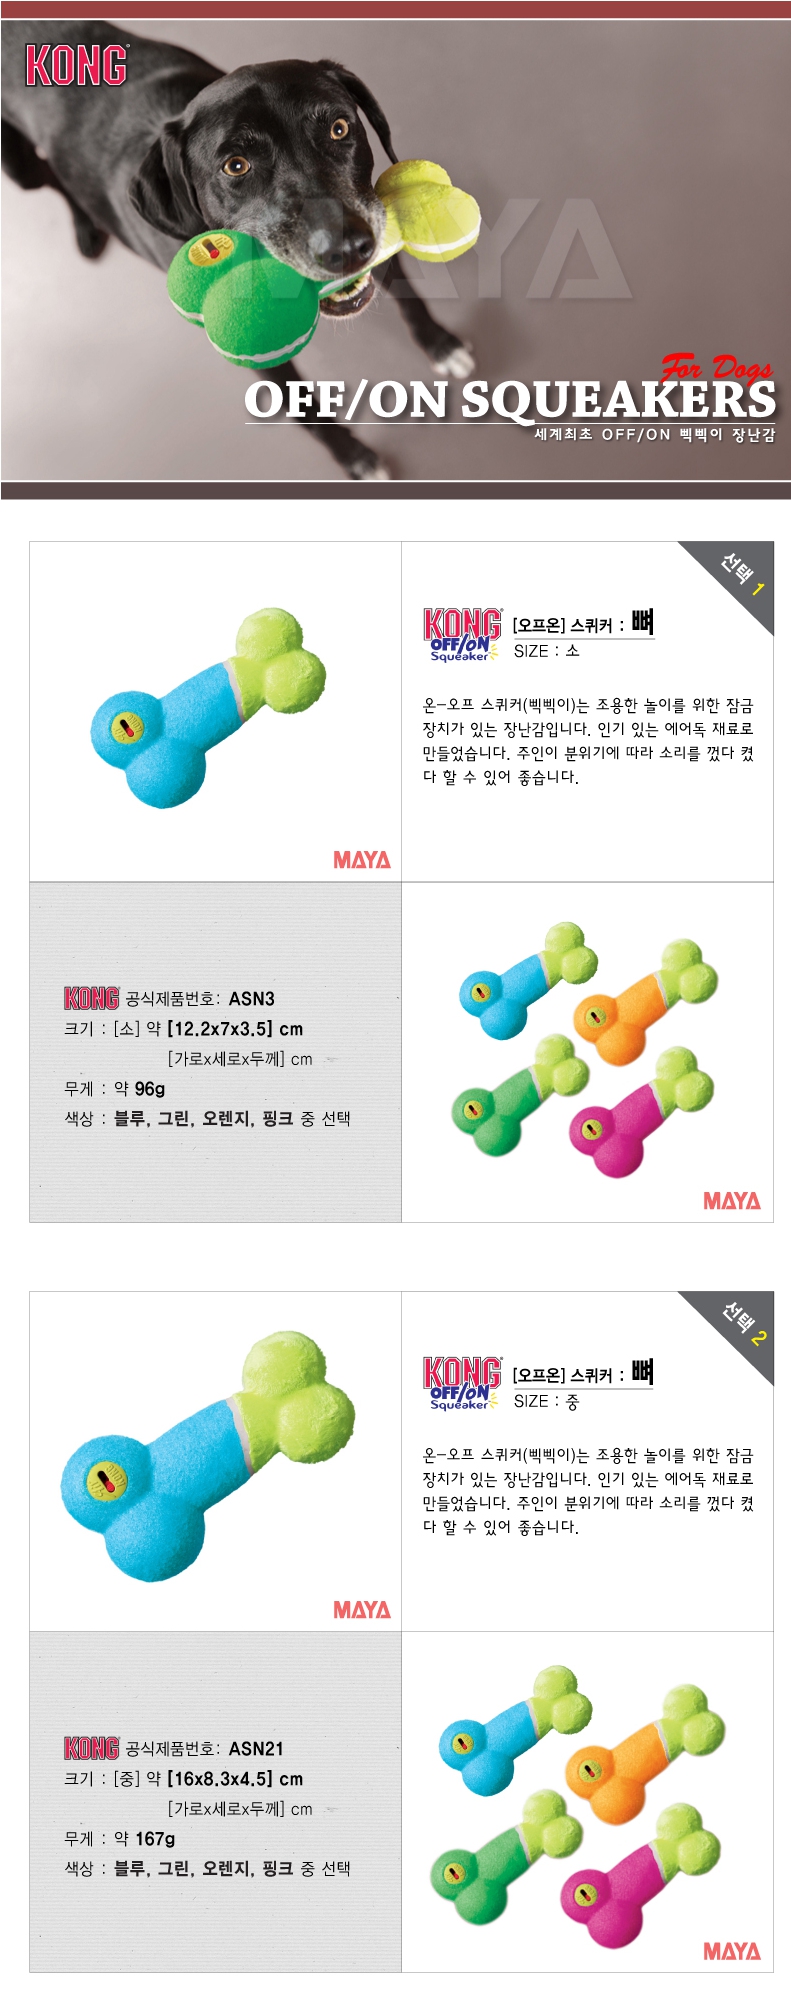 KONG
MAYA
For Dogs
OFF/ON SQUEAKERS
세계최초 OFF/ON 삑삑이 장난감
선택 1
KONG
OFF/ON
Squeaker
[오프온] 스퀴커 : 뼈
SIZE : 소
온-오프 스퀴커(삑삑이)는 조용한 놀이를 위한 잠금
장치가 있는 장난감입니다. 인기 있는 에어독 재료로
만들었습니다. 주인이 분위기에 따라 소리를 껐다 켰
다 할 수 있어 좋습니다.
MAYA
KONG 공식제품번호: ASN3
크기 : [소] 약 [12.2x7x3.5] cm
[가로x세로x두께] cm
무게 : 약 96g
색상 : 블루, 그린, 오렌지, 핑크 중 선택
MAYA
선택 2
KONG
OFF/ON
Squeaker
[오프온] 스퀴커 : 뼈
SIZE : 중
온-오프 스퀴커(삑삑이)는 조용한 놀이를 위한 잠금
장치가 있는 장난감입니다. 인기 있는 에어독 재료로
만들었습니다. 주인이 분위기에 따라 소리를 껐다 켰
다 할 수 있어 좋습니다.
MAYA
KONG 공식제품번호: ASN21
크기 : [중] 약 [16x8.3x4.5] cm
[가로x세로x두께] cm
무게 : 약 167g
색상 : 블루, 그린, 오렌지, 핑크 중 선택
MAYA